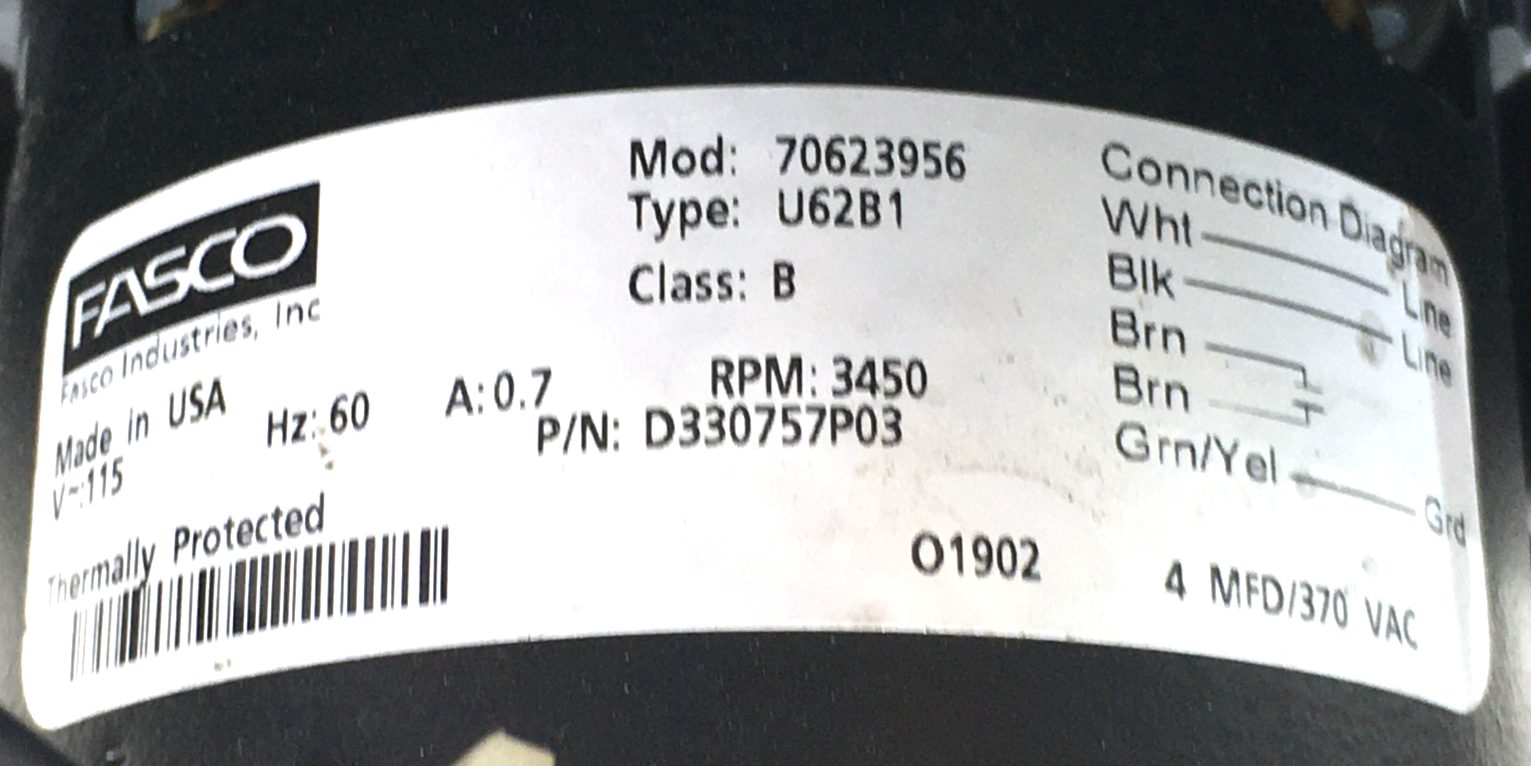 FASCO
Fasco Industries, Inc
Made in USA
V~:115
Hz: 60
A: 0.7
Thermally Protected
Mod: 70623956
Type: U62B1
Class: B
RPM: 3450
P/N: D330757P03
O1902
Connection Diagram
Wht Line
Blk Line
Brn
Brn
Grn/Yel Grd
4 MFD/370 VAC